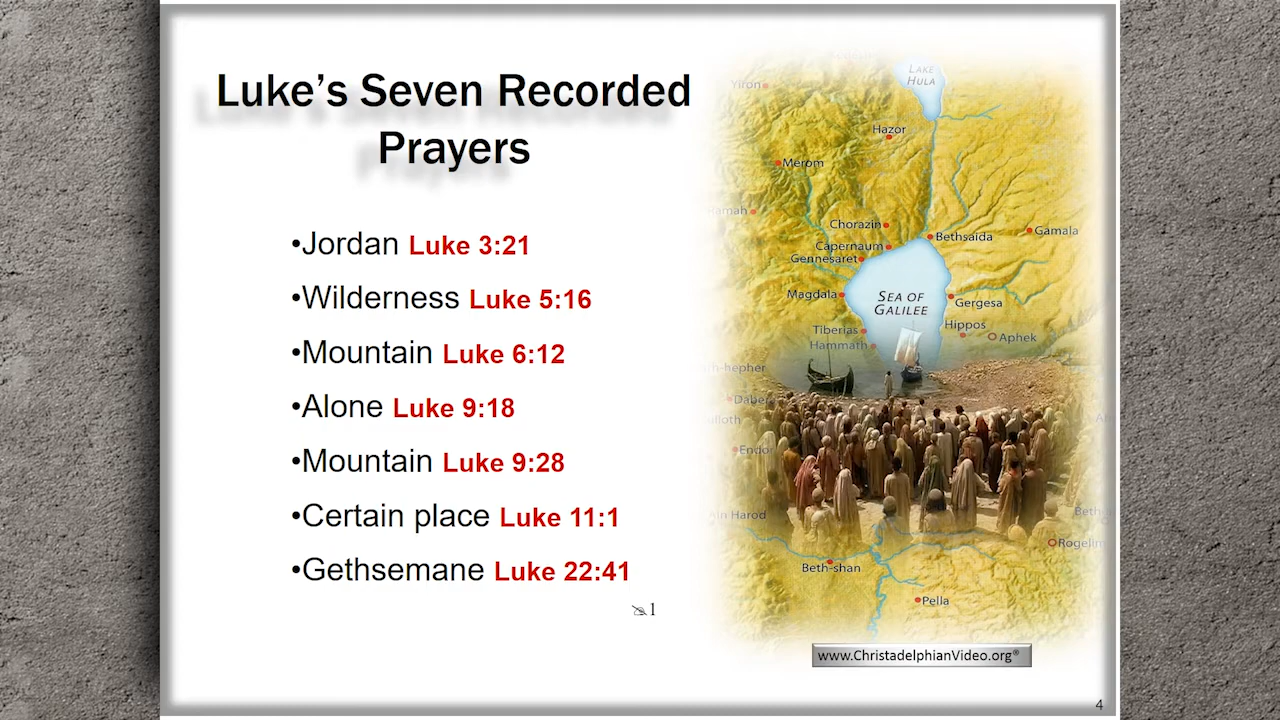 Luke's Seven Recorded
Prayers
•Jordan Luke 3:21
•Wilderness Luke 5:16
•Mountain Luke 6:12
•Alone Luke 9:18
•Mountain Luke 9:28
•Certain place Luke 11:1
•Gethsemane Luke 22:41
1
LAKE
HULA
Yiron
Hazor
Merom
Ramah
Chorazin
Bethsaida
Gamala
Capernaum
Gennesaret
Magdala
SEA OF
GALILEE
Gergesa
Tiberias
Hippos
Aphek
Hammath
Endor
Ain Harod
Beth-shan
Pella
www.ChristadelphianVideo.org®
4